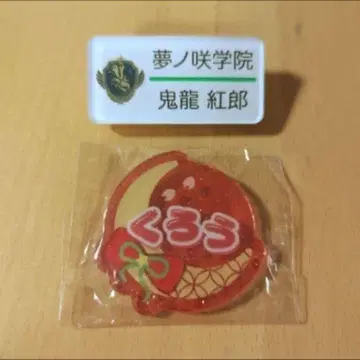 夢ノ咲学院
鬼龍 紅郎
くろう